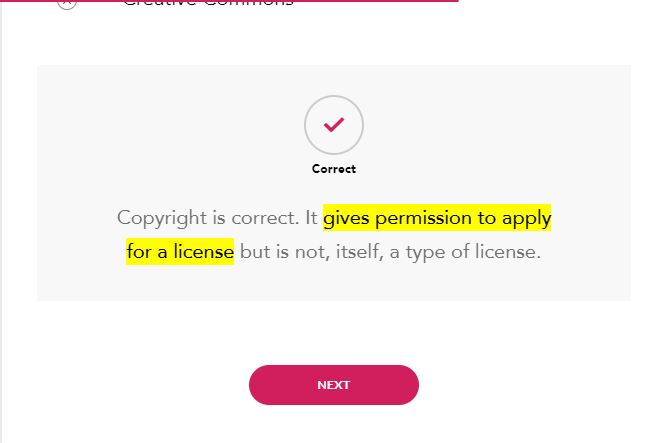 Creative Commons
Correct
Copyright is correct. It gives permission to apply
for a license but is not, itself, a type of license.
NEXT